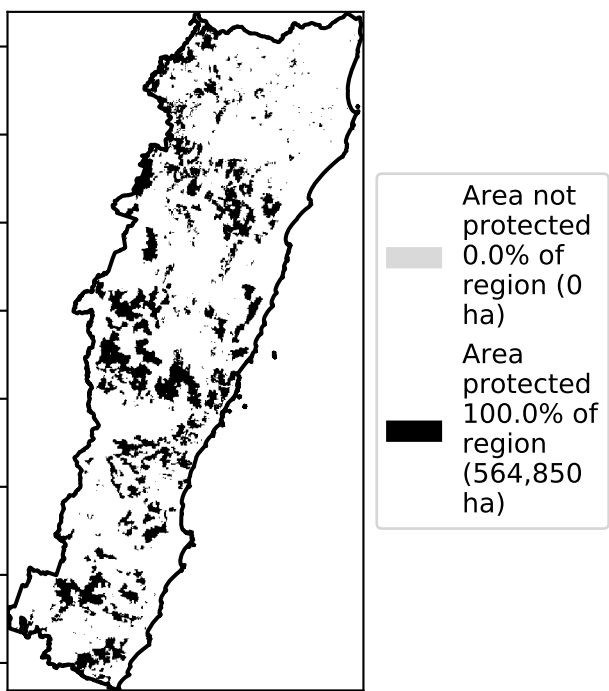 Area not
protected
0.0% of
region (0
ha)
Area
protected
100.0% of
region
(564,850
ha)